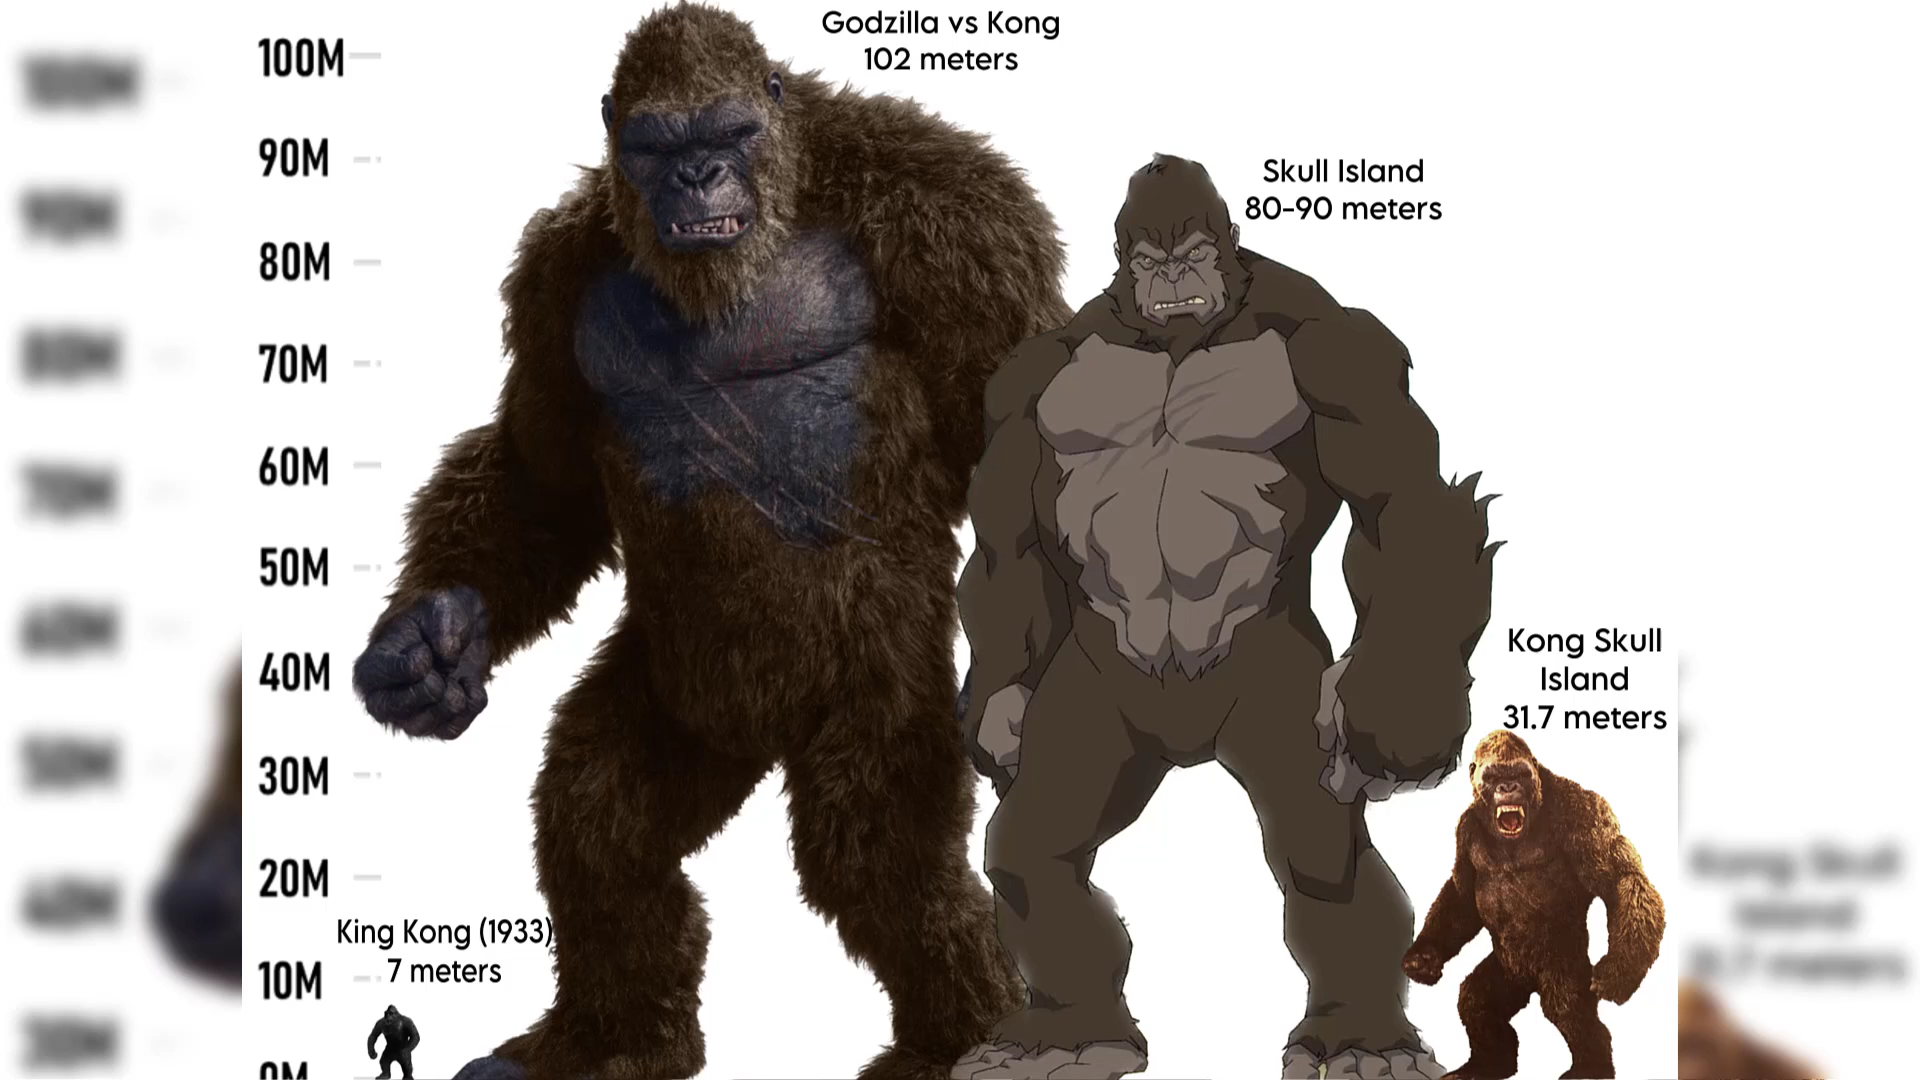 Godzilla vs Kong
102 meters
100M
90M
Skull Island
80-90 meters
80M
70M
60M
50M
Kong Skull
Island
31.7 meters
40M
30M
20M
King Kong (1933)
7 meters
10M
0M